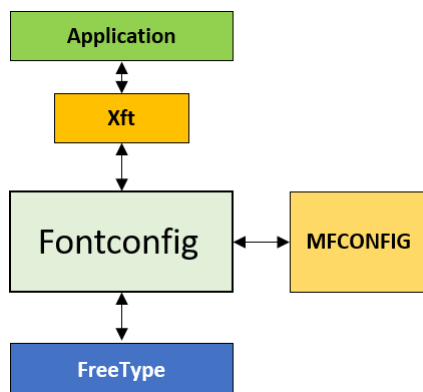 Application
Xft
Fontconfig
MFCONFIG
FreeType